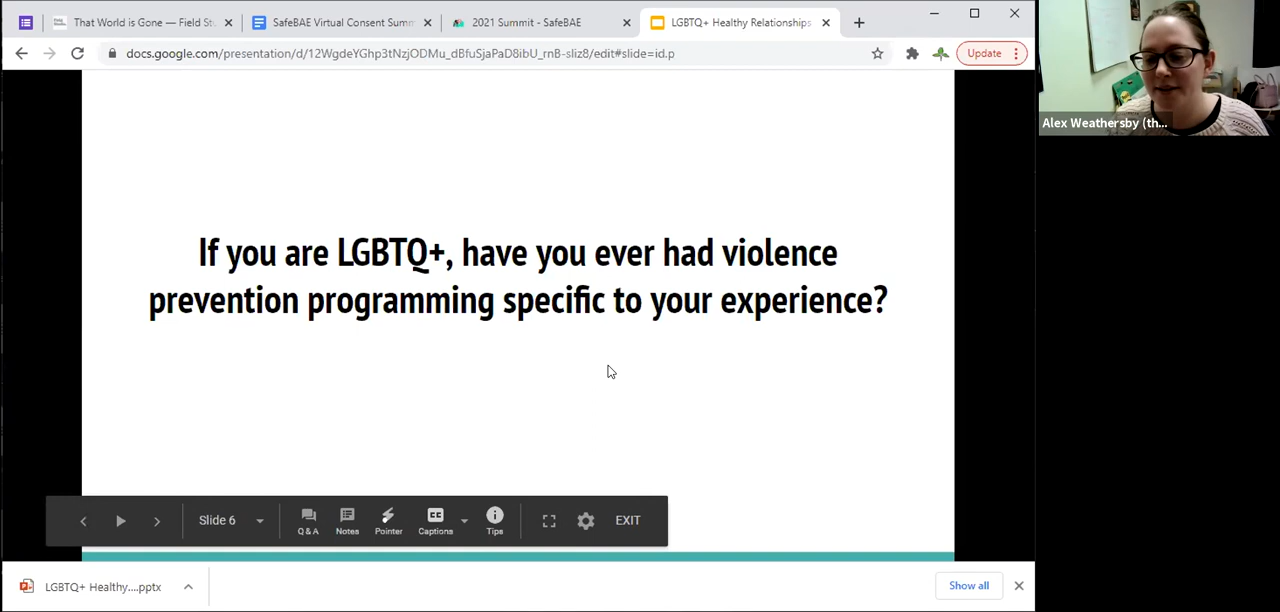 That World is Gone — Field St
SafeBAE Virtual Consent Summ
2021 Summit - SafeBAE
LGBTQ+ Healthy Relationships
docs.google.com/presentation/d/12WgdeYGhp3tNzjODMu_dBfuSjaPaD8ibU_rnB-sliz8/edit#slide=id.p
Update
Alex Weathersby (th...
If you are LGBTQ+, have you ever had violence
prevention programming specific to your experience?
Slide 6
Q & A
Notes
Pointer
CC
Captions
Tips
EXIT
LGBTQ+ Healthy....pptx
Show all